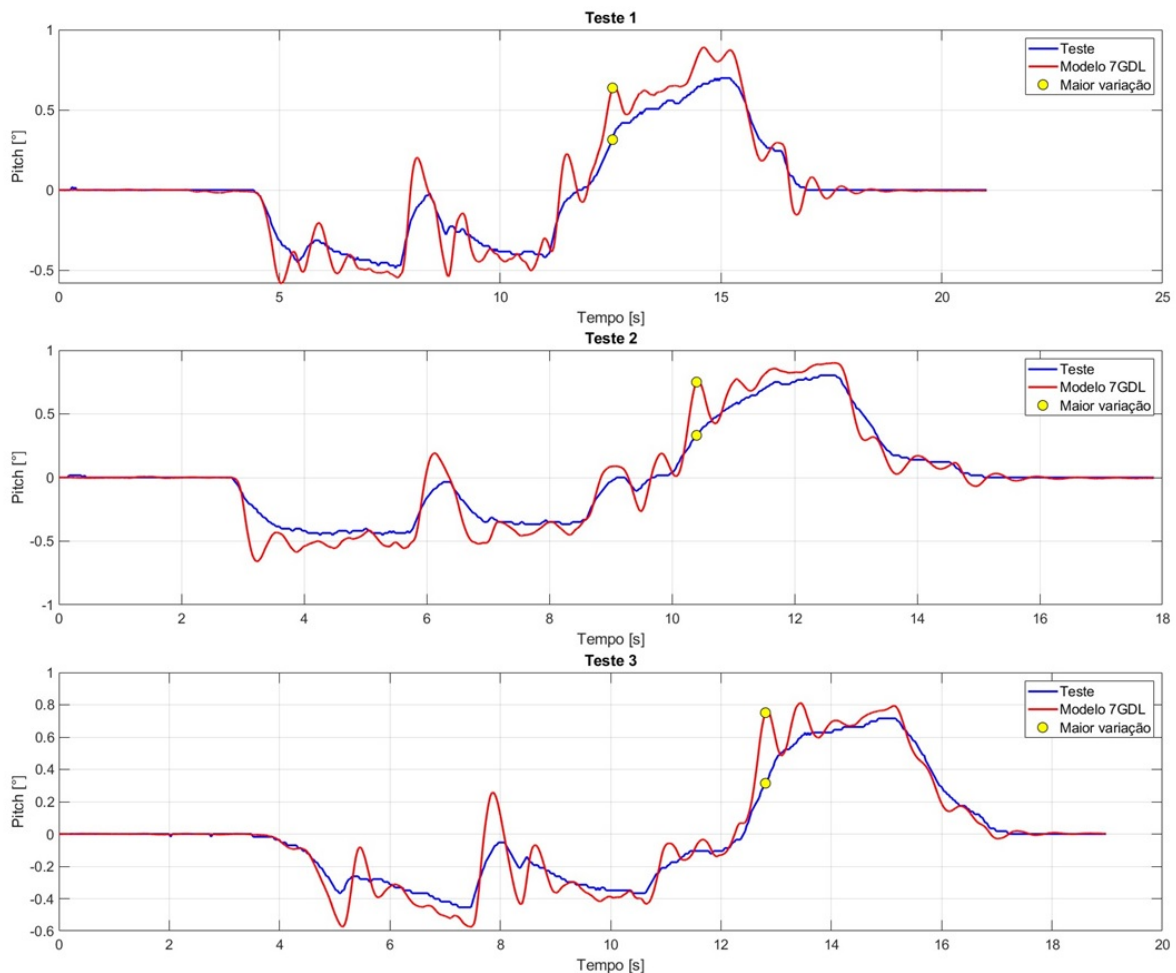 Teste 1
1
0.5
0
-0.5
Pitch [°]
0
5
10
15
20
25
Tempo [s]
Teste
Modelo 7GDL
Maior variação
Teste 2
1
0.5
0
-0.5
-1
Pitch [°]
0
2
4
6
8
10
12
14
16
18
Tempo [s]
Teste
Modelo 7GDL
Maior variação
Teste 3
1
0.8
0.6
0.4
0.2
0
-0.2
-0.4
-0.6
Pitch [°]
0
2
4
6
8
10
12
14
16
18
20
Tempo [s]
Teste
Modelo 7GDL
Maior variação